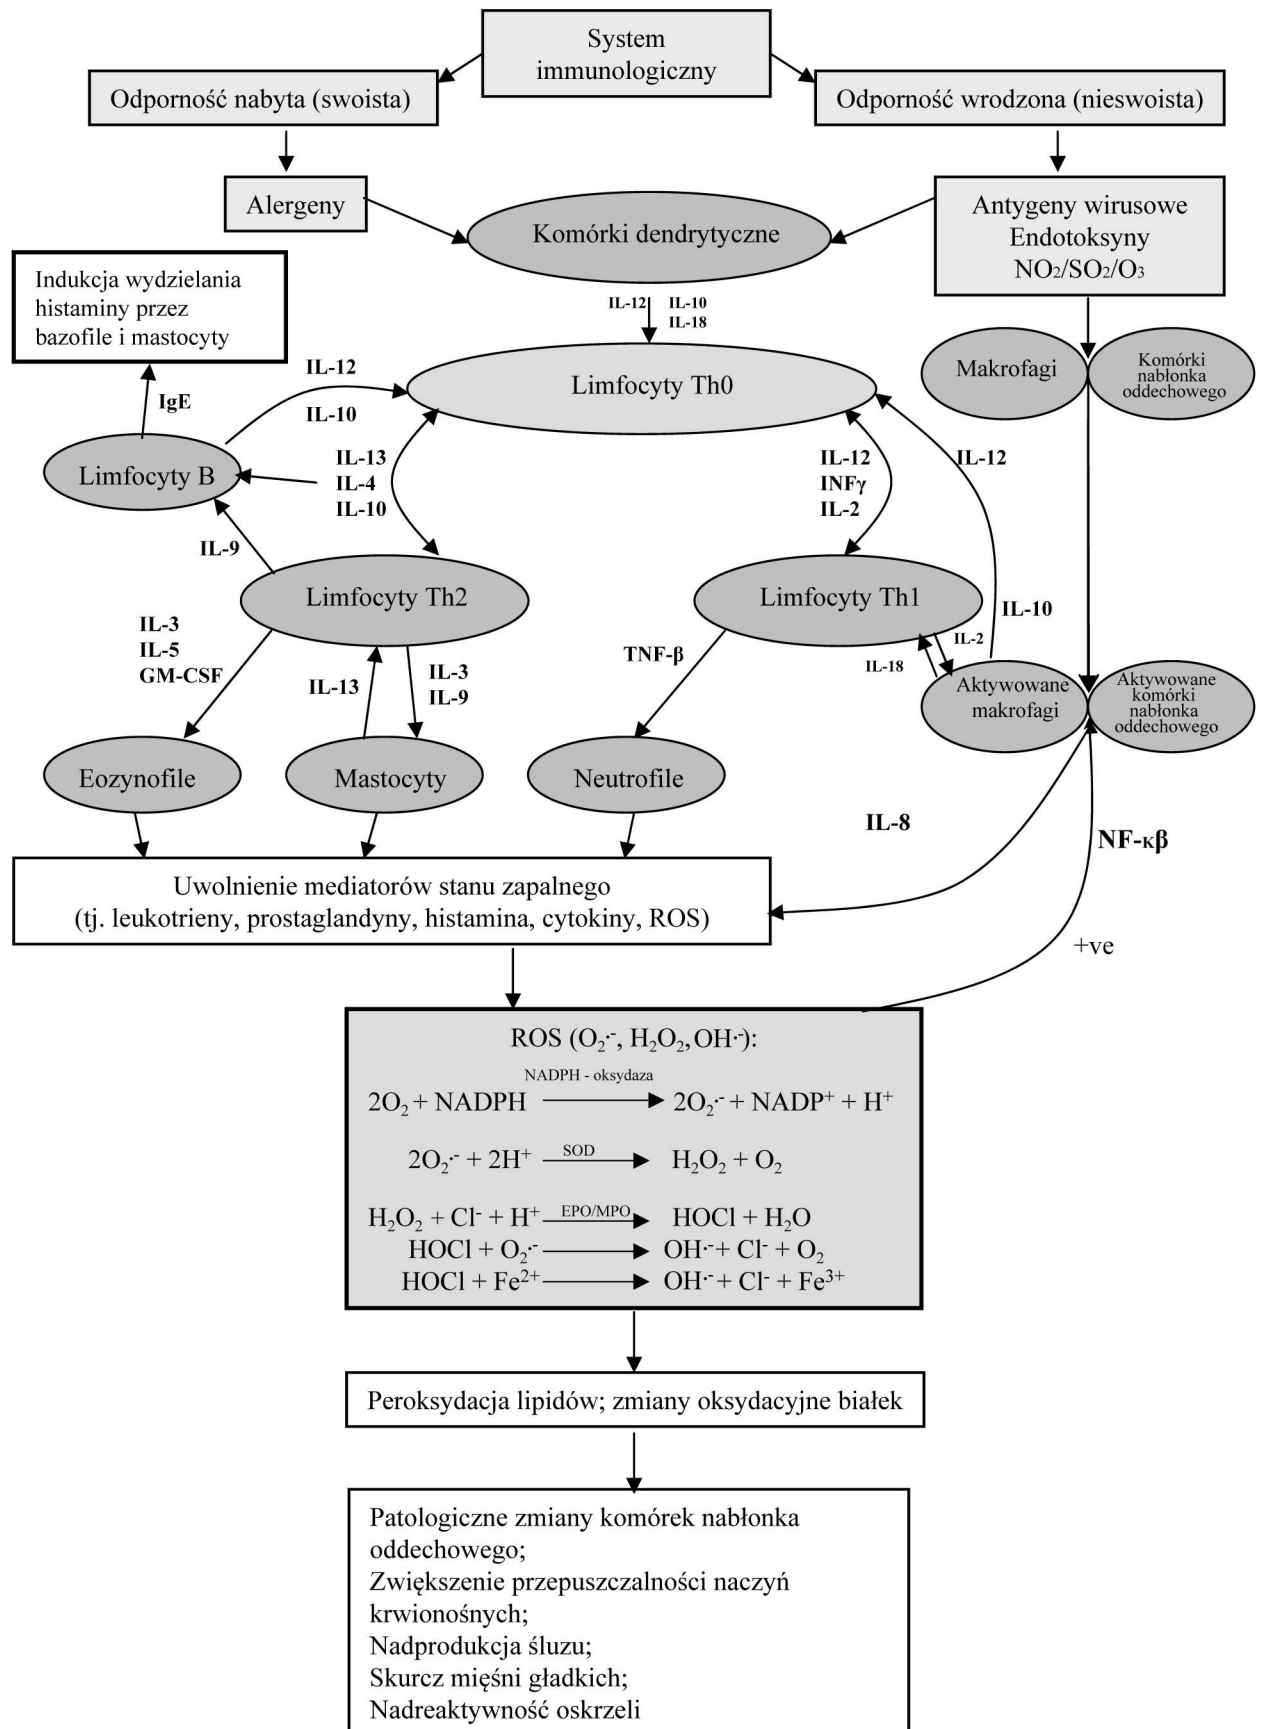 System
immunologiczny
Odporność nabyta (swoista)
Odporność wrodzona (nieswoista)
Alergeny
Komórki dendrytyczne
Antygeny wirusowe
Endotoksyny
NO₂/SO₂/O₃
Indukcja wydzielania
histaminy przez
bazofile i mastocyty
IL-12
IL-10
IL-18
Limfocyty Th0
Makrofagi
Komórki
nabłonka
oddechowego
IgE
IL-12
IL-10
Limfocyty B
IL-13
IL-4
IL-10
IL-12
INFγ
IL-2
IL-12
IL-9
Limfocyty Th2
Limfocyty Th1
IL-10
IL-3
IL-5
GM-CSF
IL-13
IL-3
IL-9
TNF-β
IL-2
IL-18
Aktywowane
makrofagi
Aktywowane
komórki
nabłonka
oddechowego
Eozynofile
Mastocyty
Neutrofile
IL-8
NF-κβ
+ve
Uwolnienie mediatorów stanu zapalnego
(tj. leukotrieny, prostaglandyny, histamina, cytokiny, ROS)
ROS (O₂·⁻, H₂O₂, OH·⁻):
NADPH - oksydaza
2O₂ + NADPH 2O₂·⁻ + NADP⁺ + H⁺
SOD
2O₂·⁻ + 2H⁺ H₂O₂ + O₂
EPO/MPO
H₂O₂ + Cl⁻ + H⁺ HOCl + H₂O
HOCl + O₂·⁻ OH·⁻ + Cl⁻ + O₂
HOCl + Fe²⁺ OH·⁻ + Cl⁻ + Fe³⁺
Peroksydacja lipidów; zmiany oksydacyjne białek
Patologiczne zmiany komórek nabłonka
oddechowego;
Zwiększenie przepuszczalności naczyń
krwionośnych;
Nadprodukcja śluzu;
Skurcz mięśni gładkich;
Nadreaktywność oskrzeli